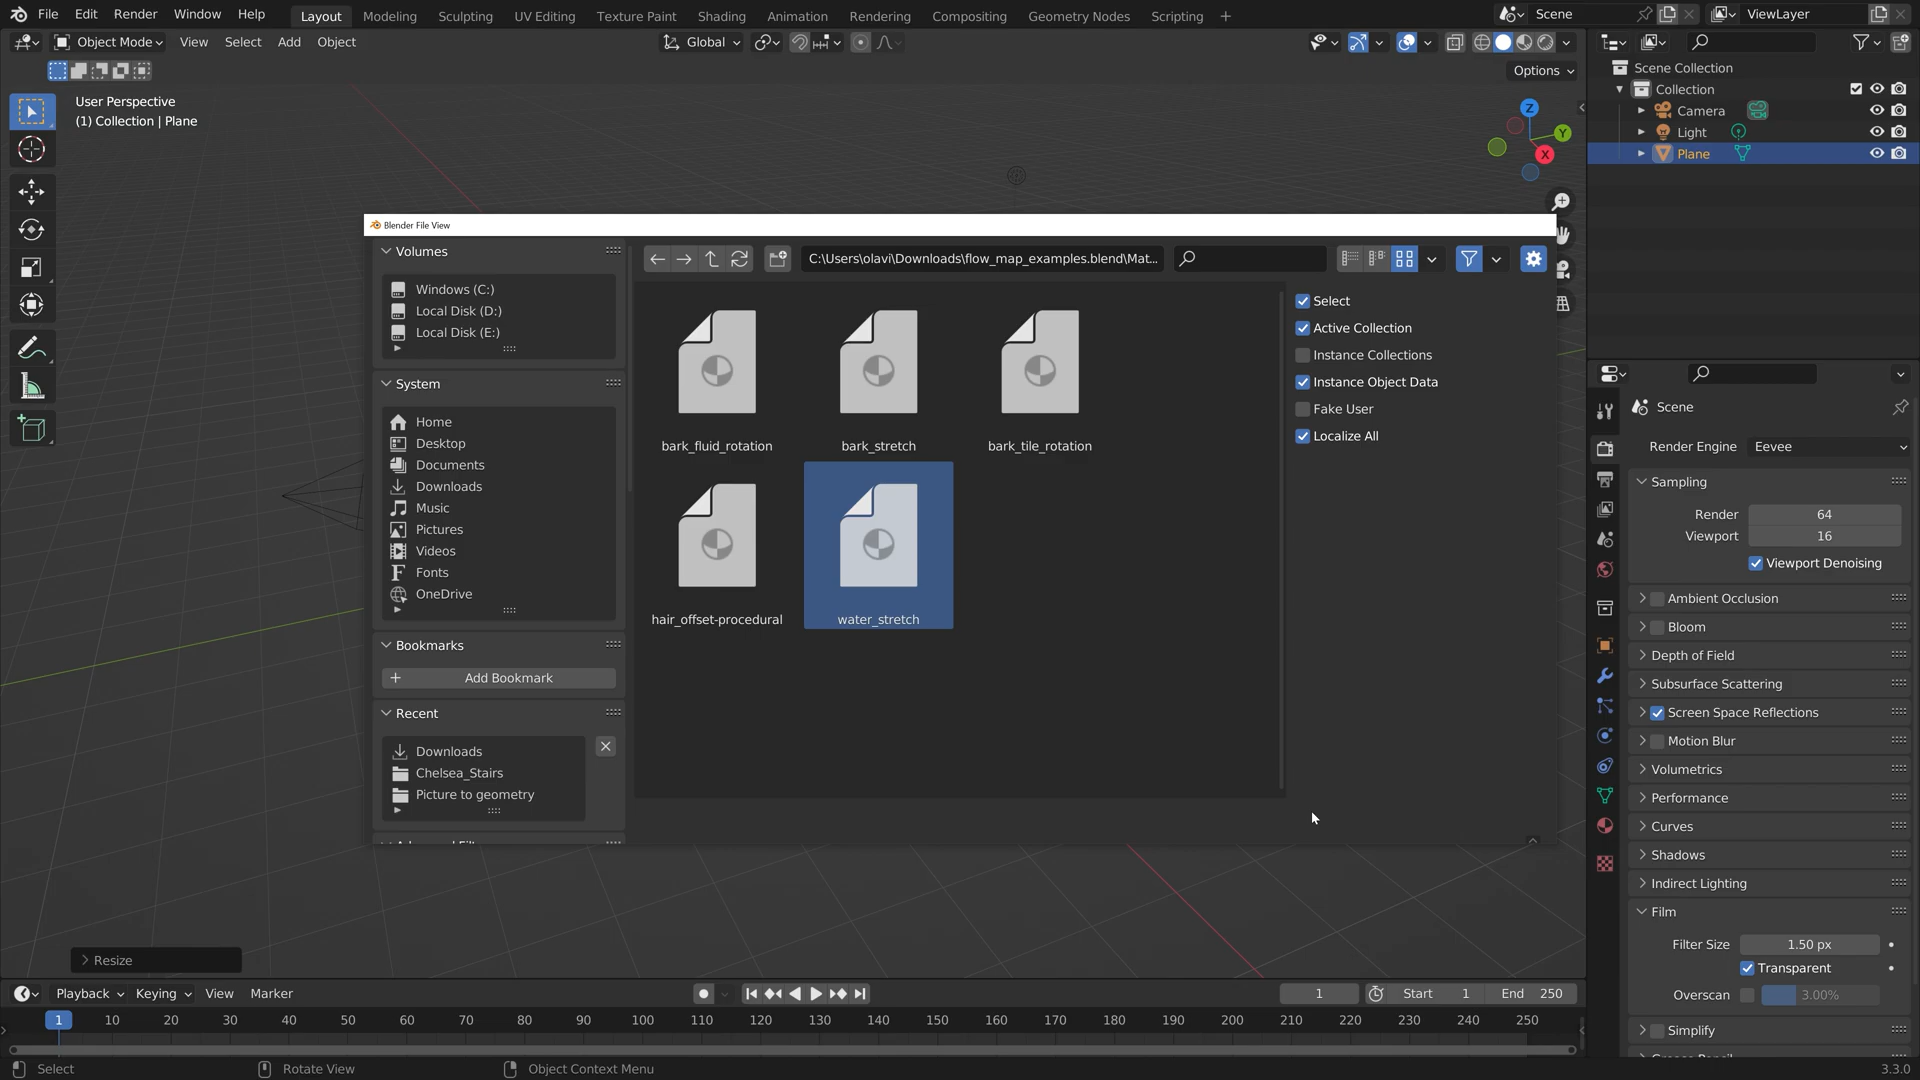 File Edit Render Window Help Layout Modeling Sculpting UV Editing Texture Paint Shading Animation Rendering Compositing Geometry Nodes Scripting + Scene ViewLayer
Object Mode View Select Add Object Global
Options
User Perspective
(1) Collection | Plane
Z
Y
X
Scene Collection
Collection
Camera
Light
Plane
Blender File View
Volumes
Windows (C:)
Local Disk (D:)
Local Disk (E:)
System
Home
Desktop
Documents
Downloads
Music
Pictures
Videos
Fonts
OneDrive
Bookmarks
+ Add Bookmark
Recent
Downloads
Chelsea_Stairs
Picture to geometry
C:\Users\olavi\Downloads\flow_map_examples.blend\Mat...
bark_fluid_rotation bark_stretch bark_tile_rotation
hair_offset-procedural water_stretch
Select
Active Collection
Instance Collections
Instance Object Data
Fake User
Localize All
Scene
Render Engine Eevee
Sampling
Render 64
Viewport 16
Viewport Denoising
Ambient Occlusion
Bloom
Depth of Field
Subsurface Scattering
Screen Space Reflections
Motion Blur
Volumetrics
Performance
Curves
Shadows
Indirect Lighting
Film
Filter Size 1.50 px
Transparent
Overscan 3.00%
Simplify
Resize
Playback Keying View Marker 1 Start 1 End 250
1 10 20 30 40 50 60 70 80 90 100 110 120 130 140 150 160 170 180 190 200 210 220 230 240 250
Select Rotate View Object Context Menu 3.3.0